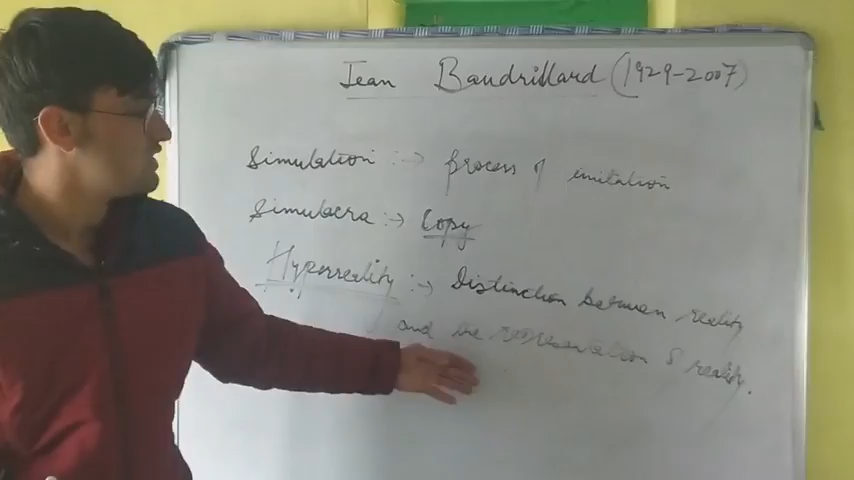 Jean Baudrillard (1929-2007)
Simulation :-> process of imitation
Simulacra :-> Copy
Hyperreality :-> Distinction between reality
and the representation of reality.